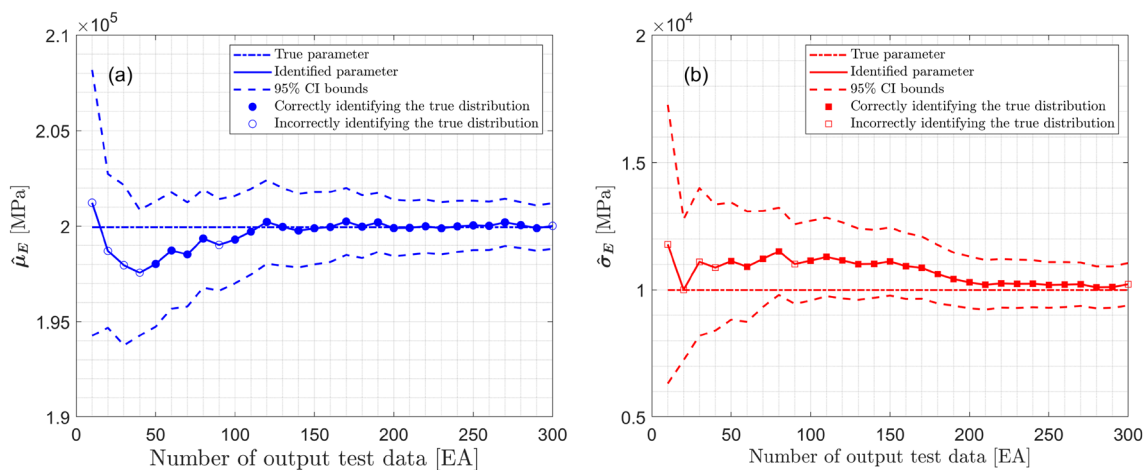 ×10⁵
2.1
2.05
2
1.95
1.9
μ̂_E [MPa]
(a)
True parameter
Identified parameter
95% CI bounds
Correctly identifying the true distribution
Incorrectly identifying the true distribution
0 50 100 150 200 250 300
Number of output test data [EA]
×10⁴
2
1.5
1
0.5
σ̂_E [MPa]
(b)
True parameter
Identified parameter
95% CI bounds
Correctly identifying the true distribution
Incorrectly identifying the true distribution
0 50 100 150 200 250 300
Number of output test data [EA]